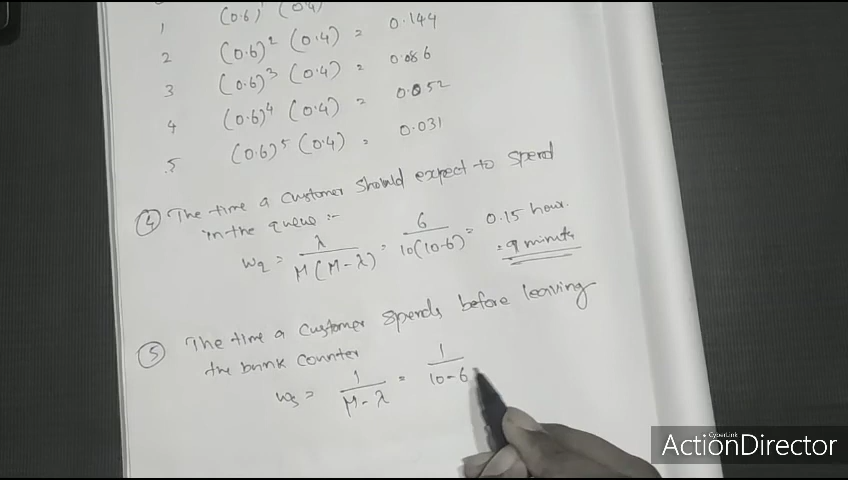 1 (0.6)¹ (0.4)
2 (0.6)² (0.4) = 0.144
3 (0.6)³ (0.4) = 0.086
4 (0.6)⁴ (0.4) = 0.052
5 (0.6)⁵ (0.4) = 0.031
④ The time a customer should expect to spend
in the queue :-
Wq = λ / M(M-λ) = 6 / 10(10-6) = 0.15 hour.
= 9 minuts
⑤ The time a customer spends before leaving
the bank counter
Ws = 1 / M-λ = 1 / 10-6
CyberLink
ActionDirector